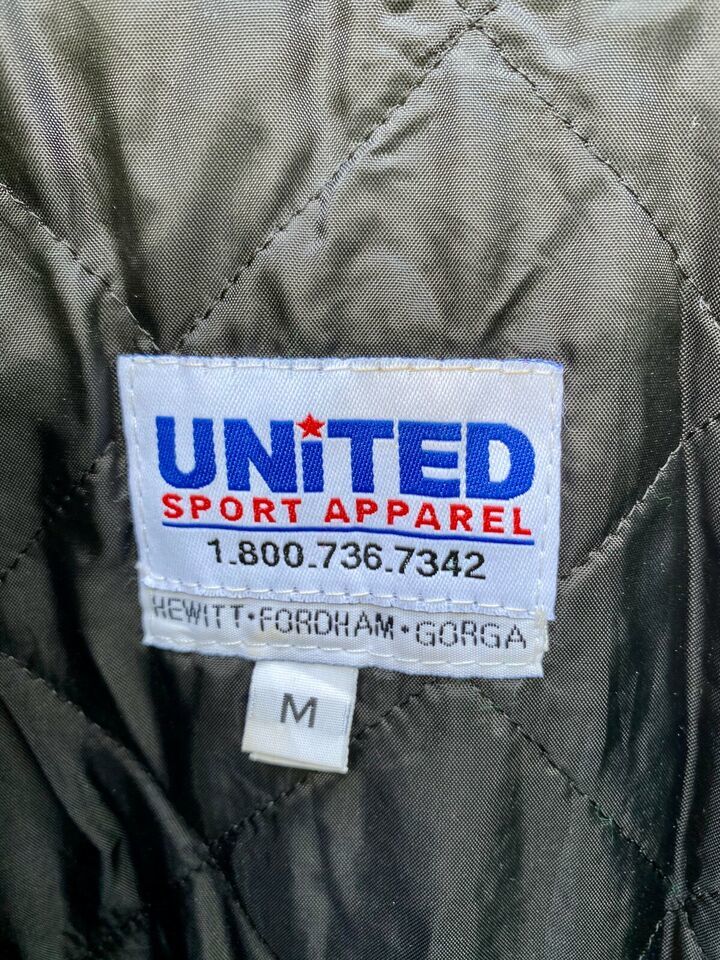 UNiTED
SPORT APPAREL
1.800.736.7342
HEWITT·FORDHAM·GORGA
M